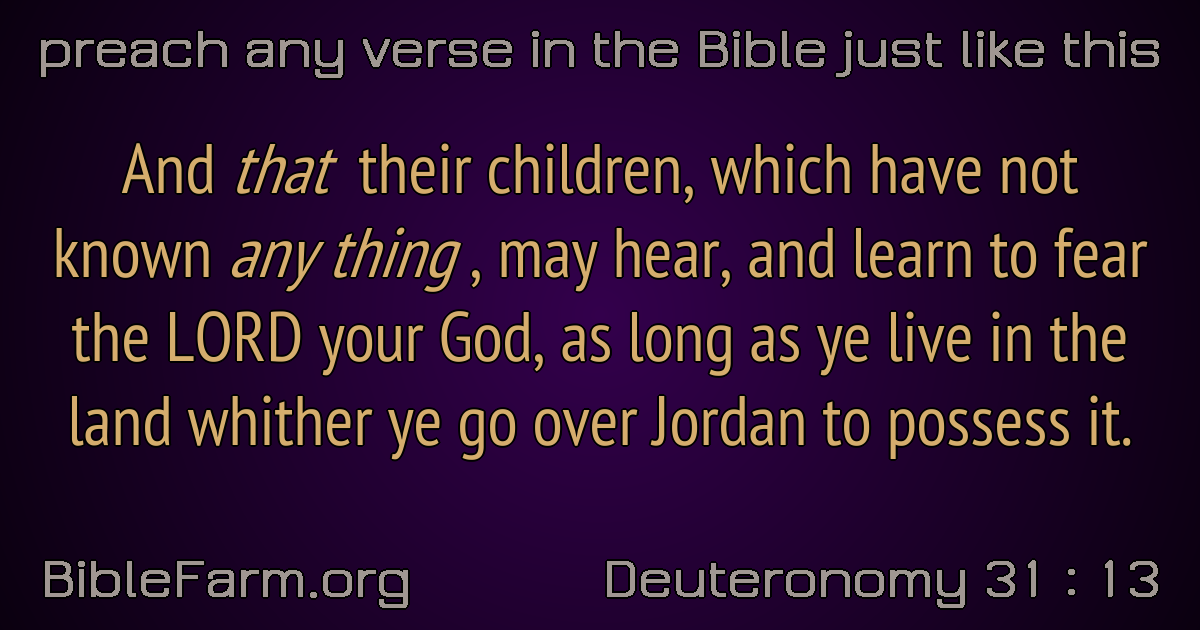 preach any verse in the Bible just like this
And that their children, which have not
known any thing , may hear, and learn to fear
the LORD your God, as long as ye live in the
land whither ye go over Jordan to possess it.
BibleFarm.org
Deuteronomy 31 : 13